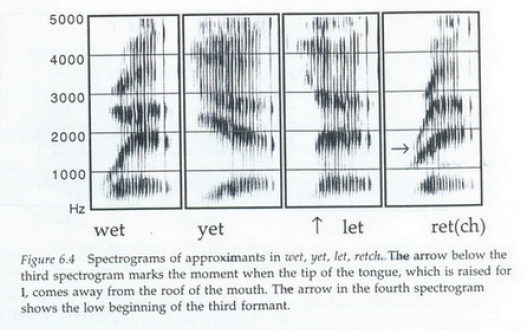 5000
4000
3000
2000
1000
Hz
wet
yet
↑ let
ret(ch)
→
Figure 6.4 Spectrograms of approximants in wet, yet, let, retch. The arrow below the
third spectrogram marks the moment when the tip of the tongue, which is raised for
l, comes away from the roof of the mouth. The arrow in the fourth spectrogram
shows the low beginning of the third formant.